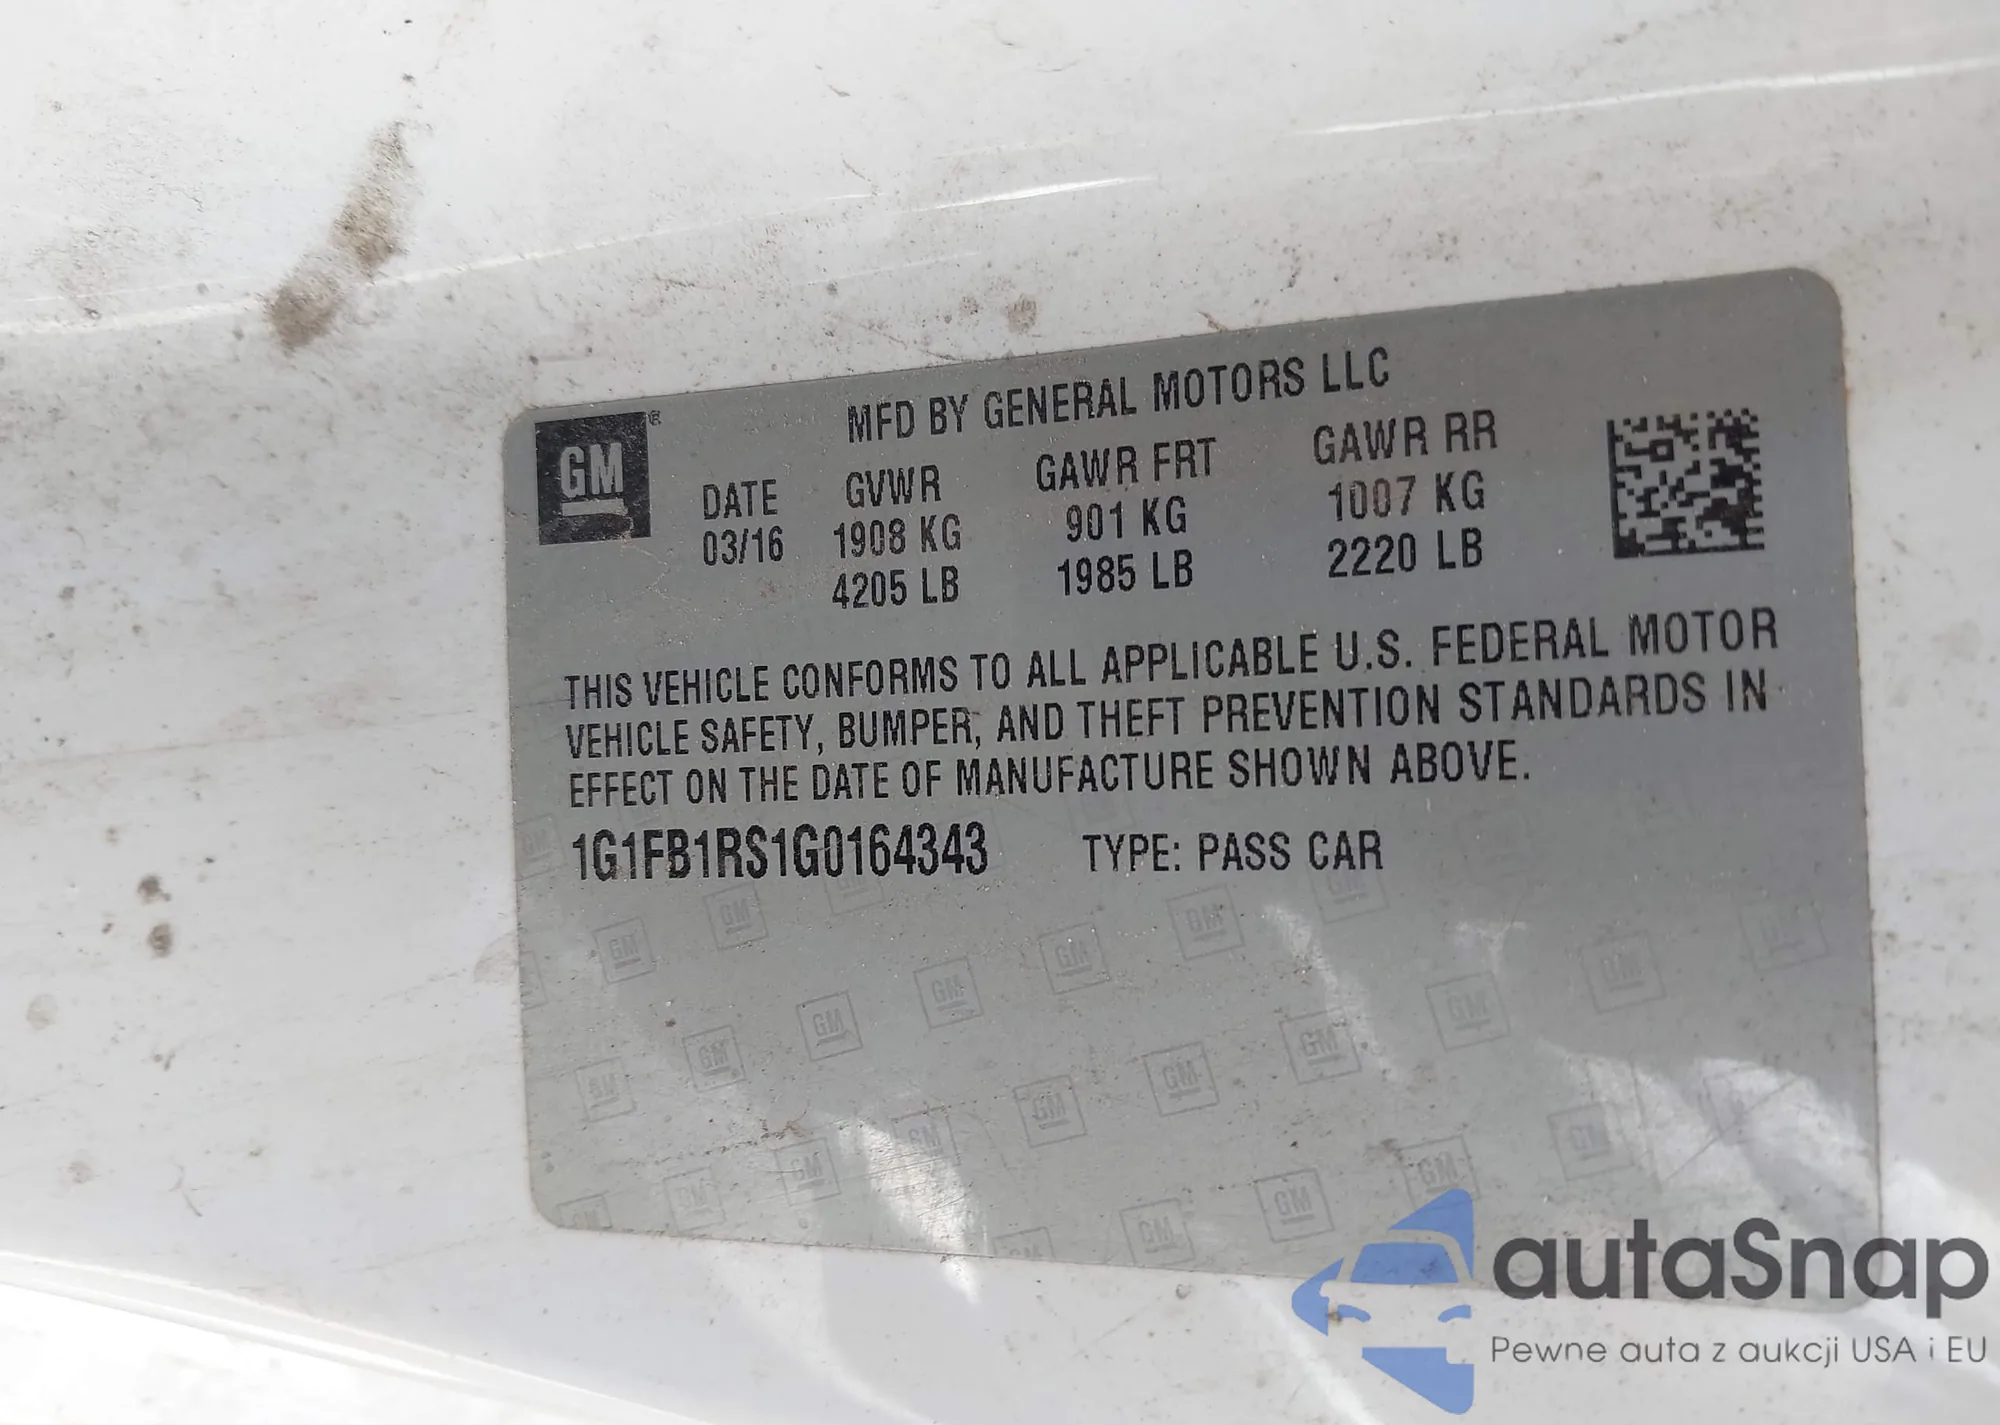 MFD BY GENERAL MOTORS LLC
GM ®
DATE GVWR GAWR FRT GAWR RR
03/16 1908 KG 901 KG 1007 KG
4205 LB 1985 LB 2220 LB
THIS VEHICLE CONFORMS TO ALL APPLICABLE U.S. FEDERAL MOTOR
VEHICLE SAFETY, BUMPER, AND THEFT PREVENTION STANDARDS IN
EFFECT ON THE DATE OF MANUFACTURE SHOWN ABOVE.
1G1FB1RS1G0164343 TYPE: PASS CAR
autaSnap
Pewne auta z aukcji USA i EU